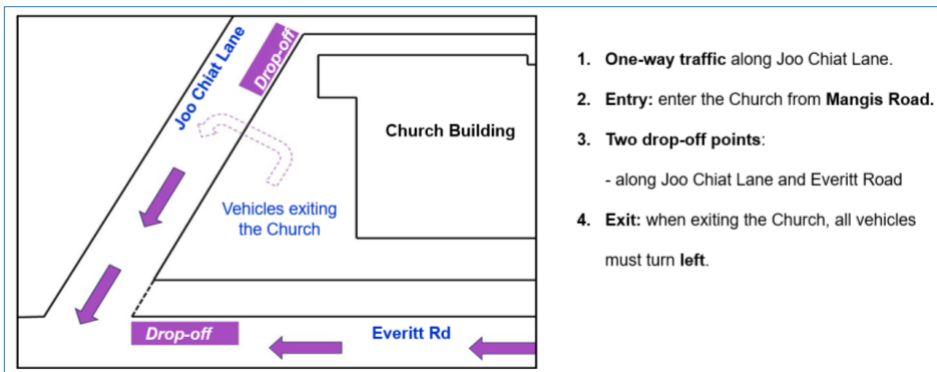 Joo Chiat Lane
Drop-off
Church Building
Vehicles exiting
the Church
Drop-off
Everitt Rd
1. One-way traffic along Joo Chiat Lane.
2. Entry: enter the Church from Mangis Road.
3. Two drop-off points:
- along Joo Chiat Lane and Everitt Road
4. Exit: when exiting the Church, all vehicles
must turn left.